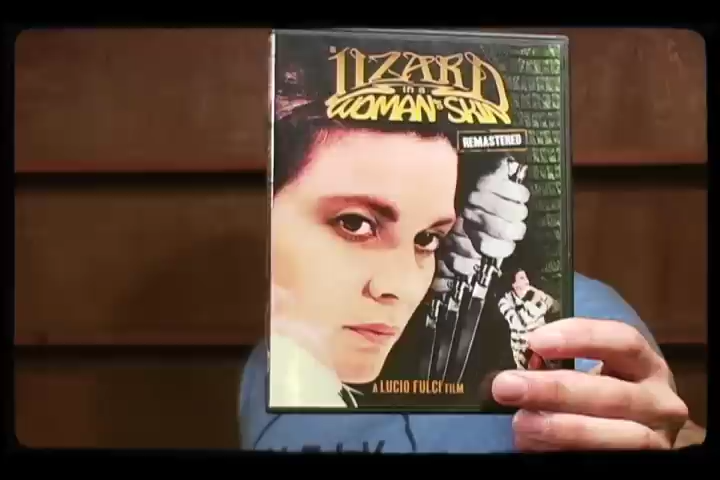 A
LIZARD
in a
WOMAN'S SKIN
REMASTERED
A LUCIO FULCI FILM